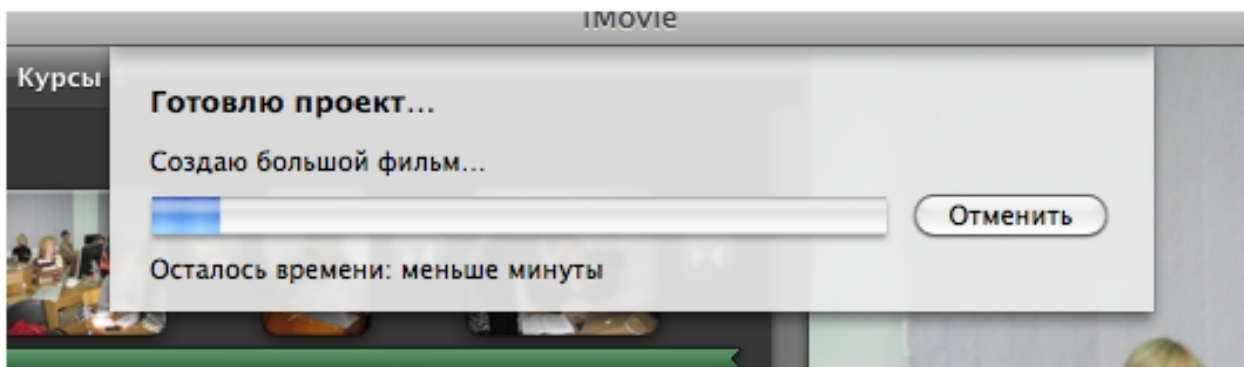 iMovie
Курсы
Готовлю проект...
Создаю большой фильм...
Отменить
Осталось времени: меньше минуты